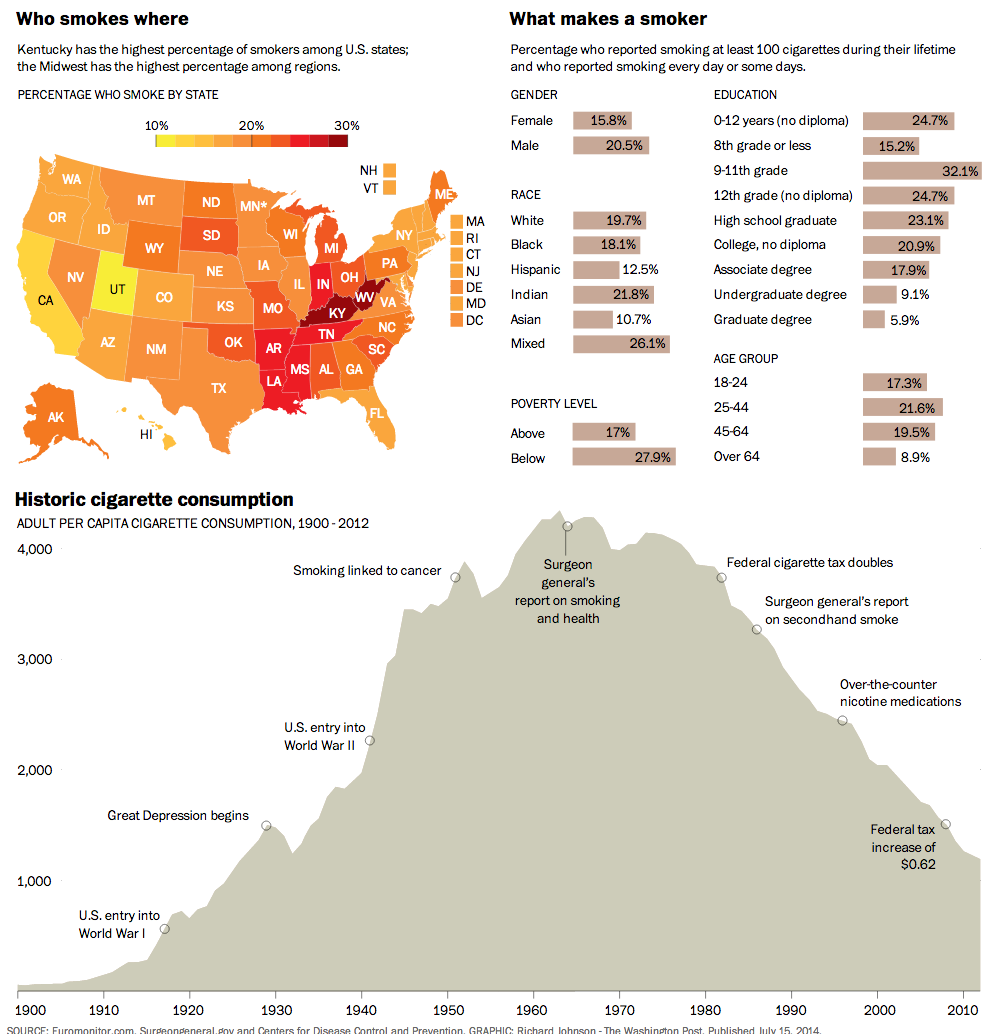 Who smokes where
Kentucky has the highest percentage of smokers among U.S. states;
the Midwest has the highest percentage among regions.
PERCENTAGE WHO SMOKE BY STATE
10%
20%
30%
NH
VT
WA
MT
ND
MN*
ME
OR
ID
WY
SD
WI
MI
NY
MA
RI
CT
NJ
DE
MD
DC
NV
UT
CO
NE
IA
IL
IN
OH
PA
CA
KS
MO
KY
WV
VA
AZ
NM
OK
AR
TN
NC
SC
TX
LA
MS
AL
GA
FL
AK
HI
What makes a smoker
Percentage who reported smoking at least 100 cigarettes during their lifetime
and who reported smoking every day or some days.
GENDER
Female 15.8%
Male 20.5%
RACE
White 19.7%
Black 18.1%
Hispanic 12.5%
Indian 21.8%
Asian 10.7%
Mixed 26.1%
POVERTY LEVEL
Above 17%
Below 27.9%
EDUCATION
0-12 years (no diploma) 24.7%
8th grade or less 15.2%
9-11th grade 32.1%
12th grade (no diploma) 24.7%
High school graduate 23.1%
College, no diploma 20.9%
Associate degree 17.9%
Undergraduate degree 9.1%
Graduate degree 5.9%
AGE GROUP
18-24 17.3%
25-44 21.6%
45-64 19.5%
Over 64 8.9%
Historic cigarette consumption
ADULT PER CAPITA CIGARETTE CONSUMPTION, 1900 - 2012
4,000
3,000
2,000
1,000
U.S. entry into
World War I
Great Depression begins
U.S. entry into
World War II
Smoking linked to cancer
Surgeon
general's
report on smoking
and health
Federal cigarette tax doubles
Surgeon general's report
on secondhand smoke
Over-the-counter
nicotine medications
Federal tax
increase of
$0.62
1900 1910 1920 1930 1940 1950 1960 1970 1980 1990 2000 2010
SOURCE: Euromonitor.com, Surgeongeneral.gov and Centers for Disease Control and Prevention. GRAPHIC: Richard Johnson - The Washington Post. Published July 15, 2014.